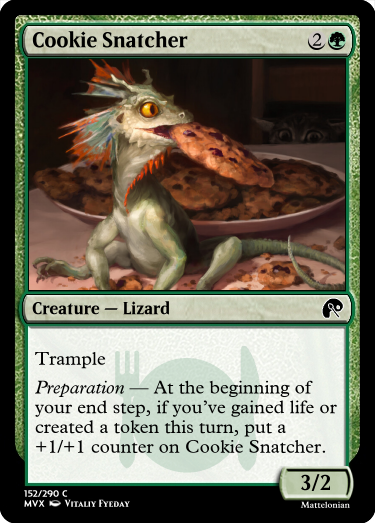 Cookie Snatcher 2
Creature — Lizard
Trample
Preparation — At the beginning of
your end step, if you've gained life or
created a token this turn, put a
+1/+1 counter on Cookie Snatcher.
3/2
152/290 C
MVX VITALIY FYEDAY
Mattelonian